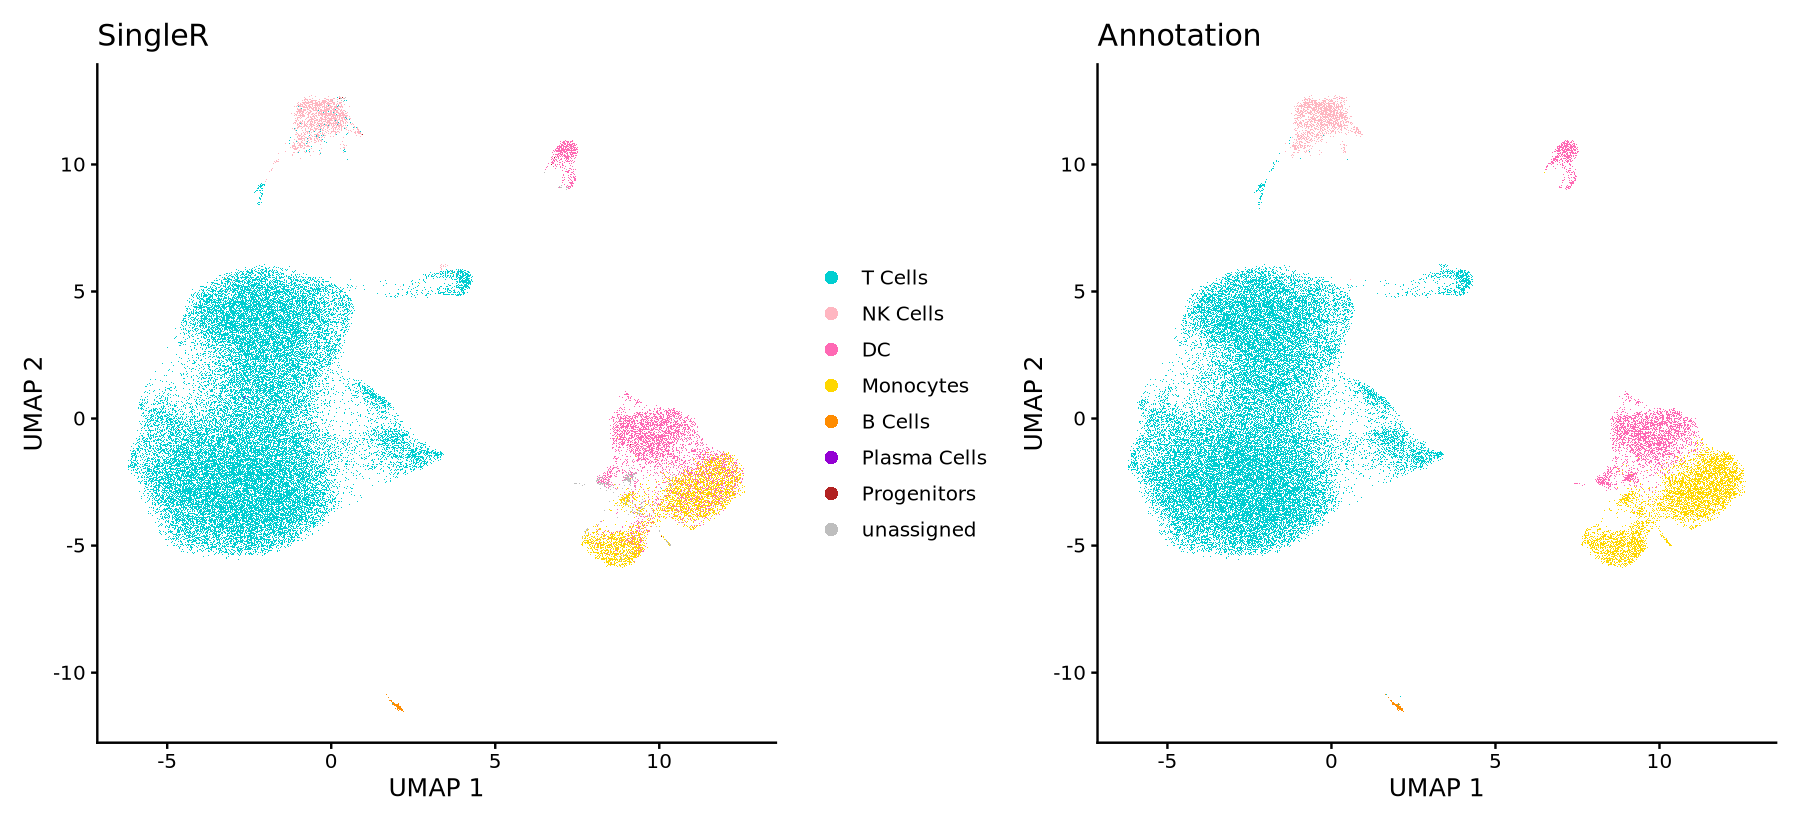 SingleR
10
5
0
-5
-10
UMAP 2
-5
0
5
10
UMAP 1
T Cells
NK Cells
DC
Monocytes
B Cells
Plasma Cells
Progenitors
unassigned
Annotation
10
5
0
-5
-10
UMAP 2
-5
0
5
10
UMAP 1